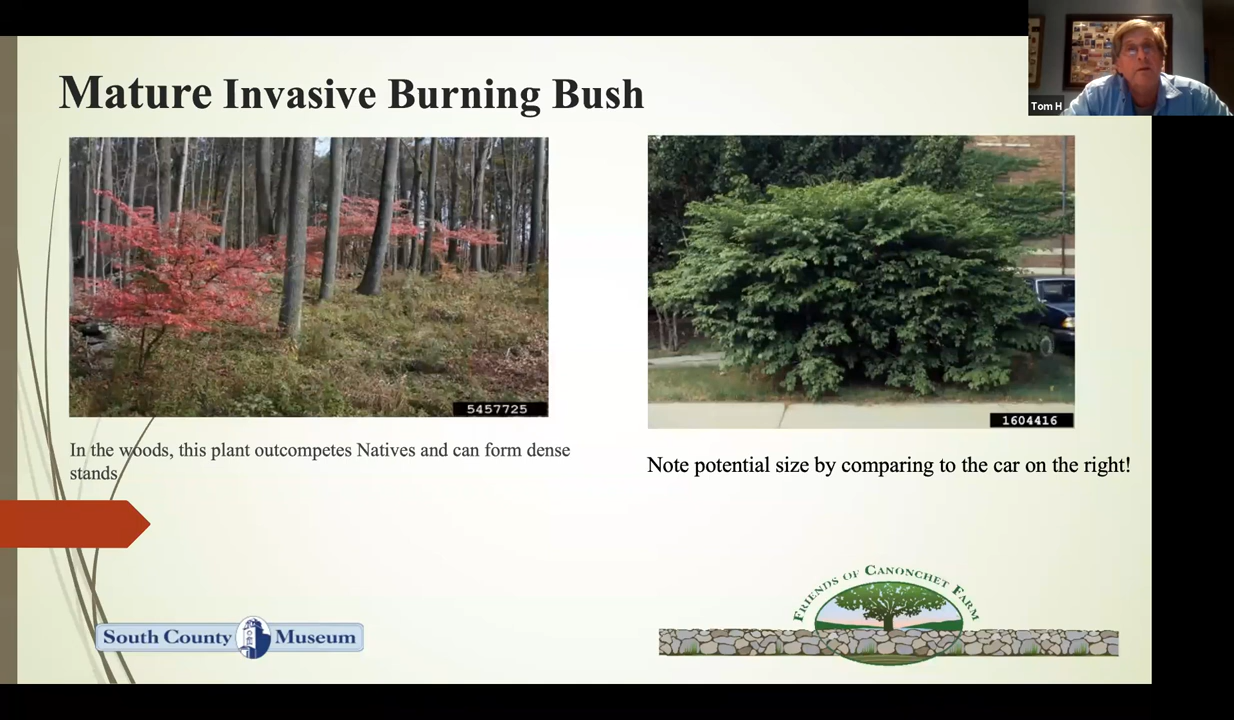 Mature Invasive Burning Bush
Tom H
5457725
1604416
In the woods, this plant outcompetes Natives and can form dense
stands
Note potential size by comparing to the car on the right!
FRIENDS OF CANONCHET FARM
South County Museum